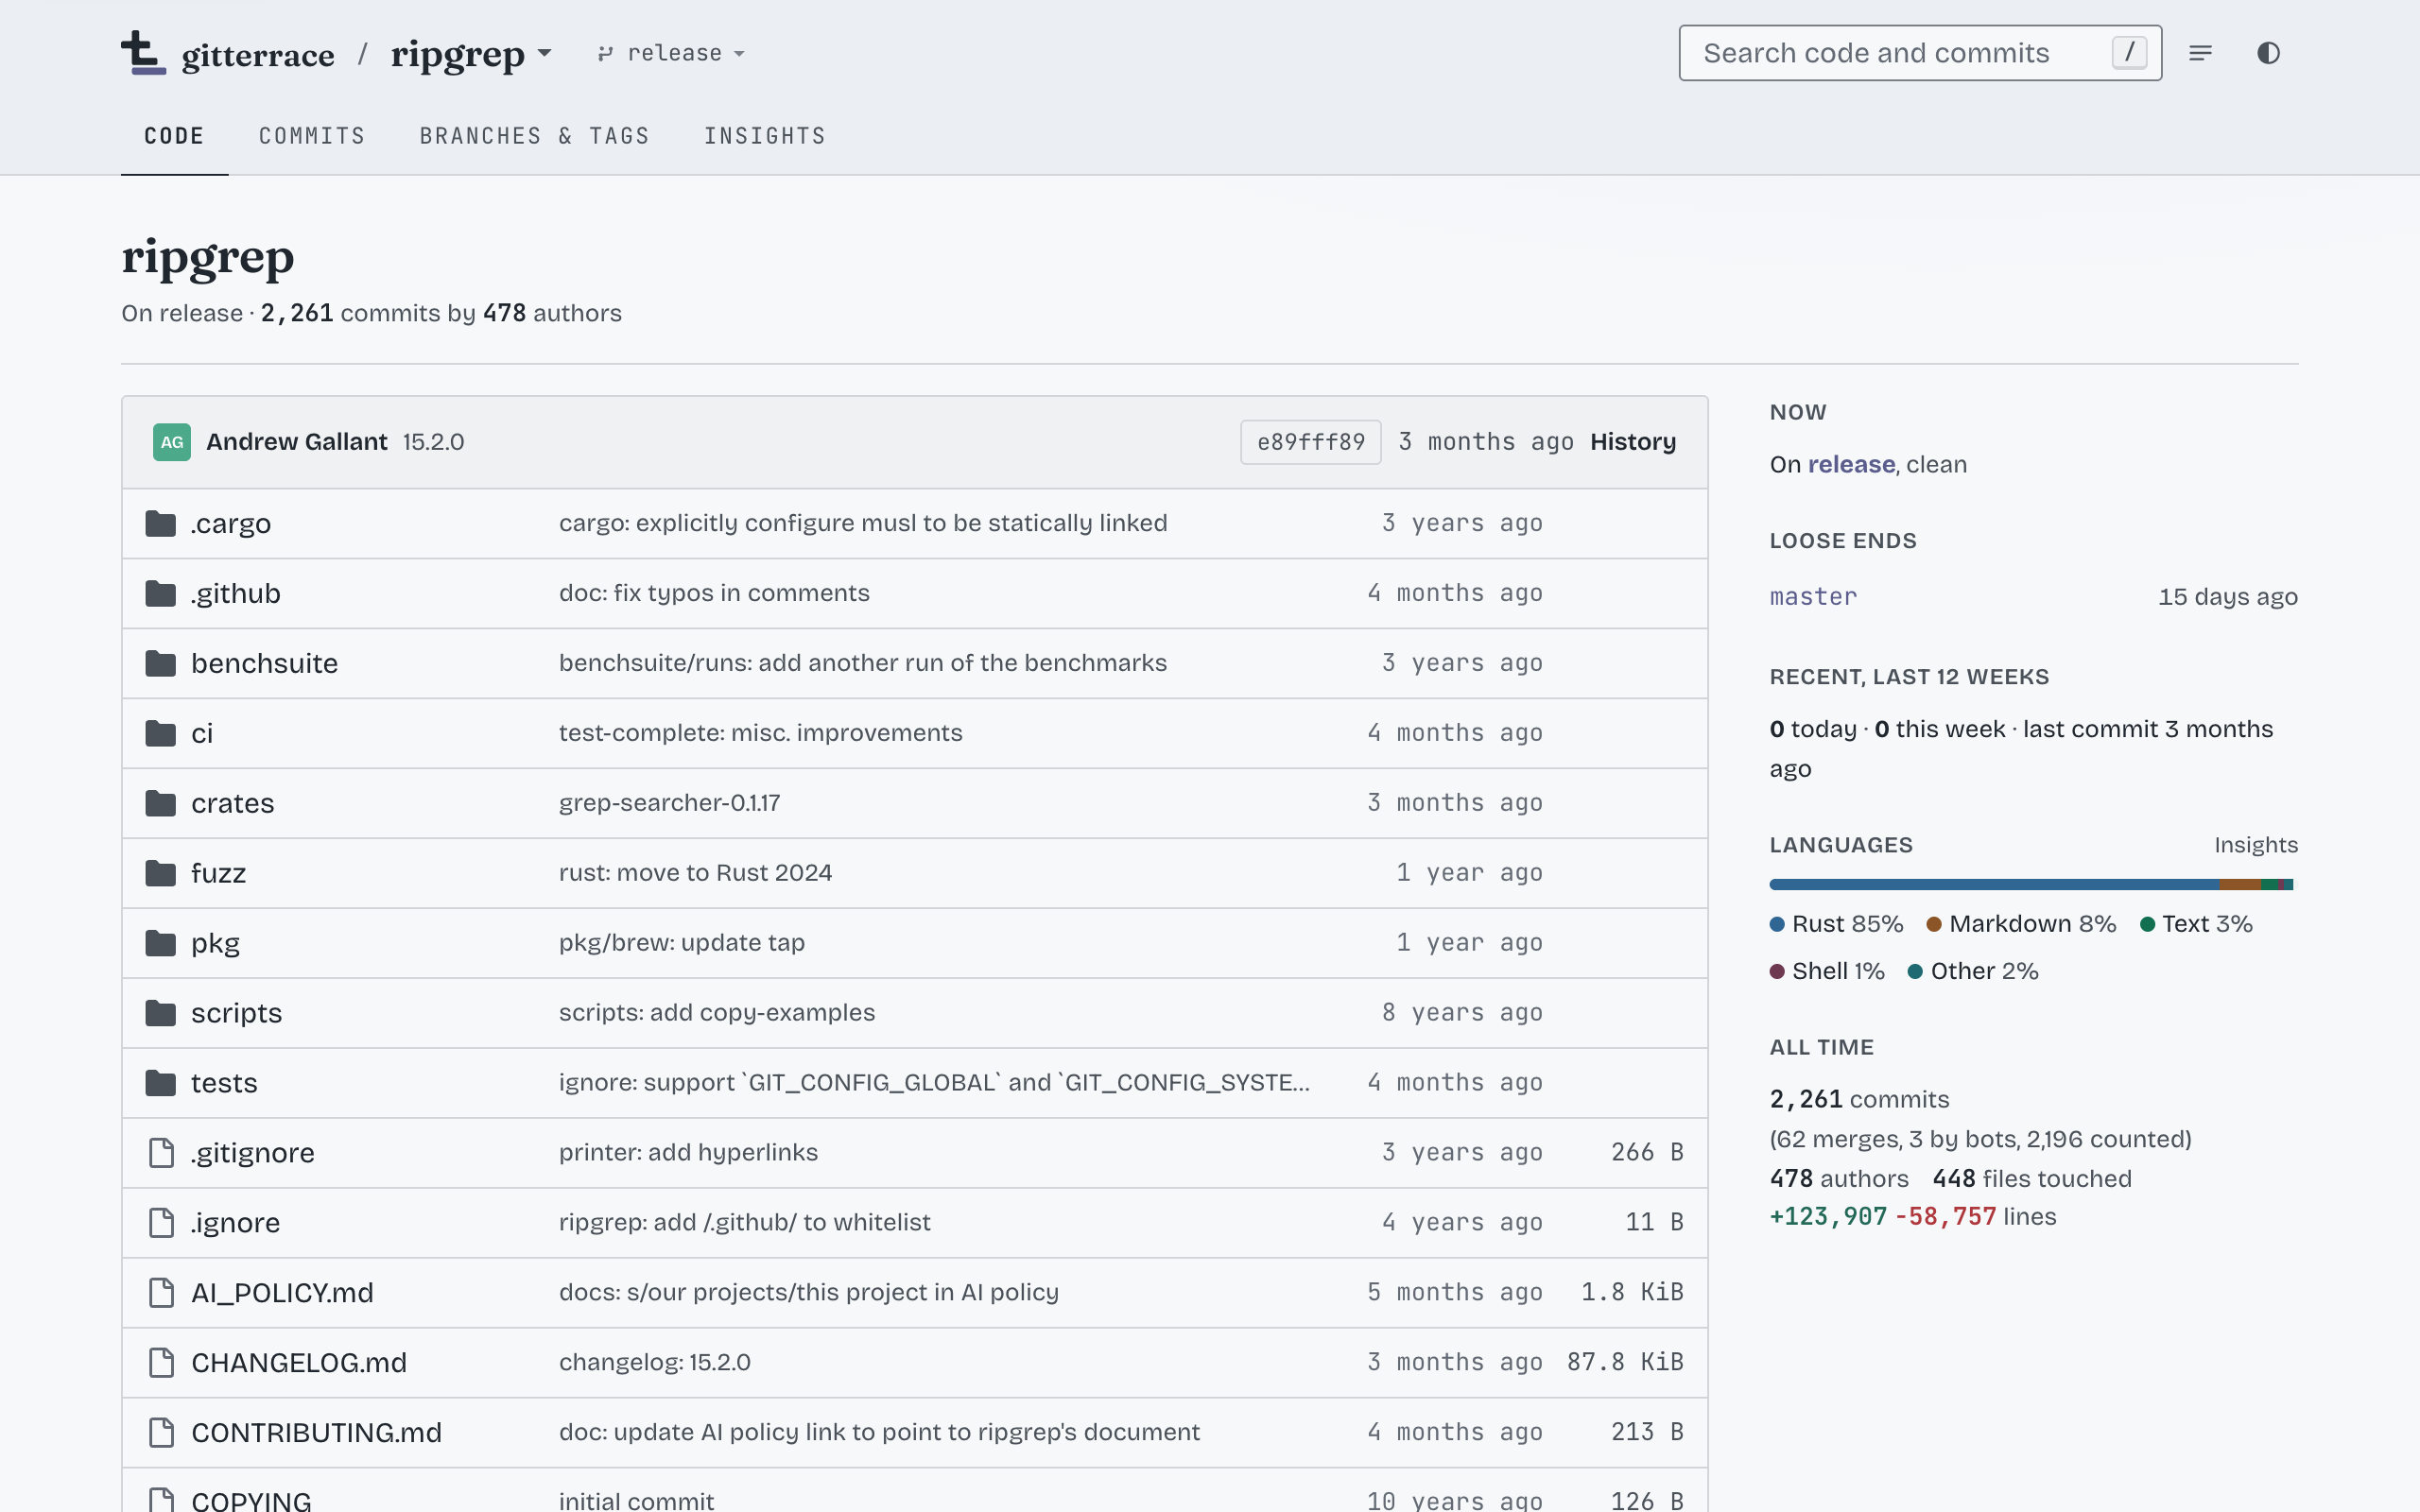 gitterrace / ripgrep release
Search code and commits /
CODE COMMITS BRANCHES & TAGS INSIGHTS
ripgrep
On release · 2,261 commits by 478 authors
AG Andrew Gallant 15.2.0 e89fff89 3 months ago History
.cargo cargo: explicitly configure musl to be statically linked 3 years ago
.github doc: fix typos in comments 4 months ago
benchsuite benchsuite/runs: add another run of the benchmarks 3 years ago
ci test-complete: misc. improvements 4 months ago
crates grep-searcher-0.1.17 3 months ago
fuzz rust: move to Rust 2024 1 year ago
pkg pkg/brew: update tap 1 year ago
scripts scripts: add copy-examples 8 years ago
tests ignore: support `GIT_CONFIG_GLOBAL` and `GIT_CONFIG_SYSTE... 4 months ago
.gitignore printer: add hyperlinks 3 years ago 266 B
.ignore ripgrep: add /.github/ to whitelist 4 years ago 11 B
AI_POLICY.md docs: s/our projects/this project in AI policy 5 months ago 1.8 KiB
CHANGELOG.md changelog: 15.2.0 3 months ago 87.8 KiB
CONTRIBUTING.md doc: update AI policy link to point to ripgrep's document 4 months ago 213 B
COPYING initial commit 10 years ago 126 B
NOW
On release, clean
LOOSE ENDS
master 15 days ago
RECENT, LAST 12 WEEKS
0 today · 0 this week · last commit 3 months
ago
LANGUAGES Insights
Rust 85% Markdown 8% Text 3%
Shell 1% Other 2%
ALL TIME
2,261 commits
(62 merges, 3 by bots, 2,196 counted)
478 authors 448 files touched
+123,907 -58,757 lines